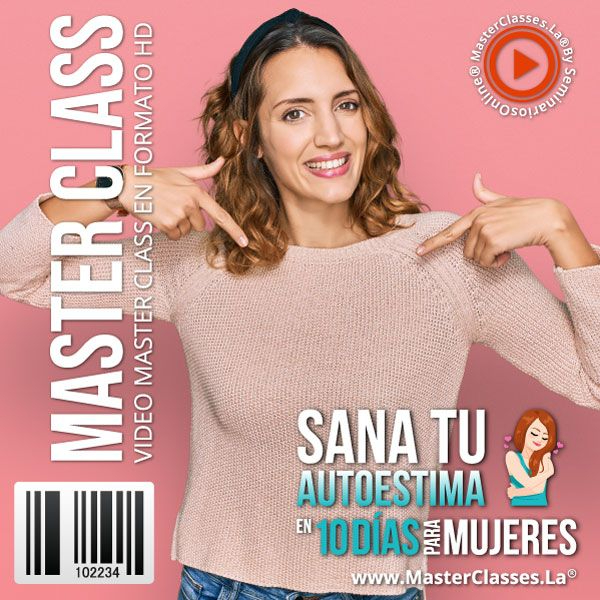 MASTER CLASS
VIDEO MASTER CLASS EN FORMATO HD
MasterClasses.La® By SeminariosOnline®
SANA TU
AUTOESTIMA
EN 10 DÍAS PARA MUJERES
102234
www.MasterClasses.La®